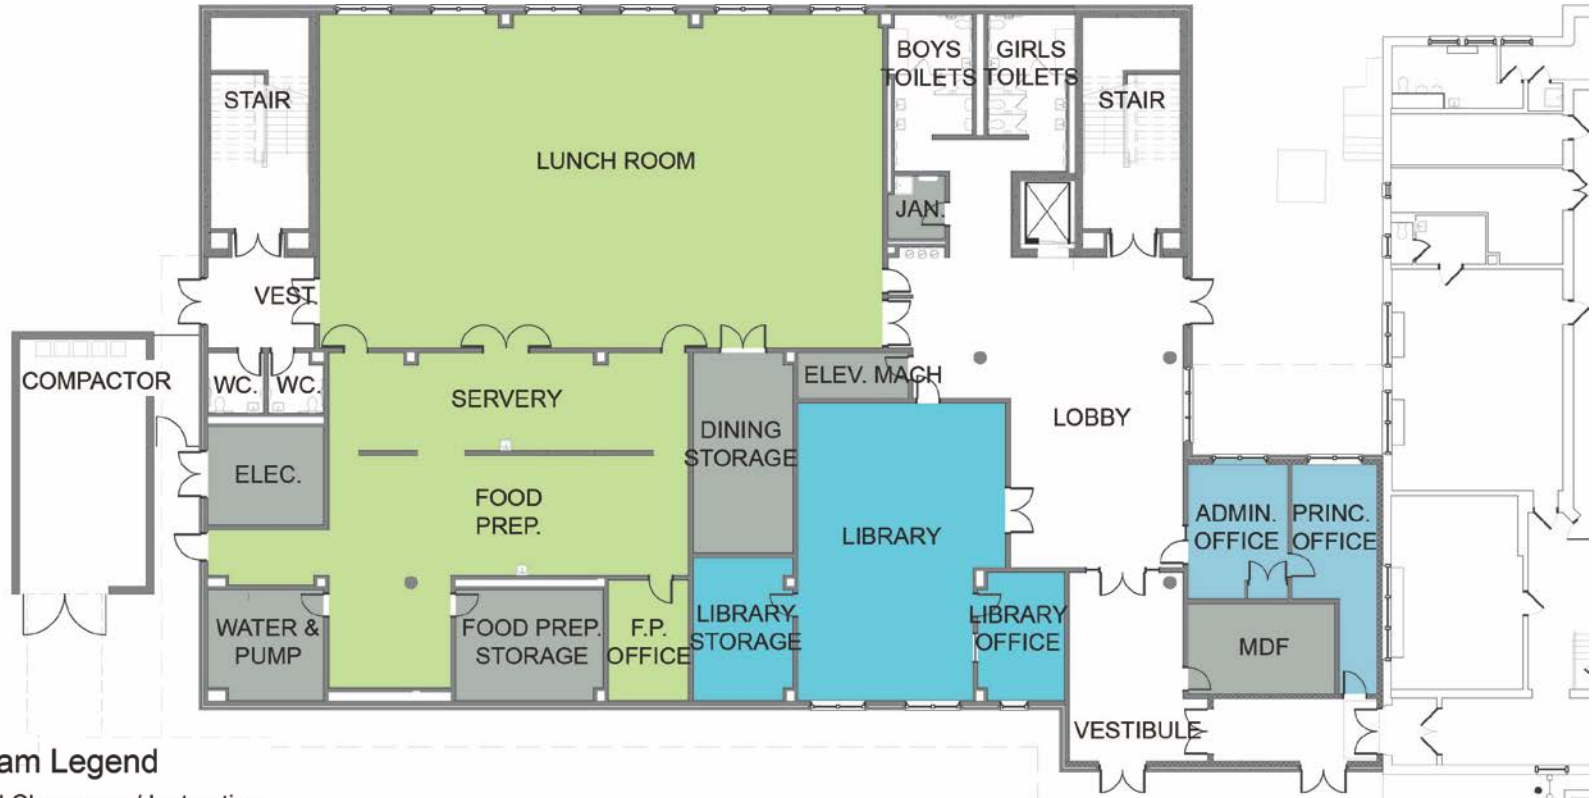 BOYS
TOILETS
GIRLS
TOILETS
STAIR
STAIR
LUNCH ROOM
JAN.
VEST.
COMPACTOR
WC.
WC.
SERVERY
ELEV. MACH
LOBBY
DINING
STORAGE
ELEC.
FOOD
PREP.
LIBRARY
ADMIN.
OFFICE
PRINC.
OFFICE
WATER &
PUMP
FOOD PREP.
STORAGE
F.P.
OFFICE
LIBRARY
STORAGE
LIBRARY
OFFICE
MDF
VESTIBULE
am Legend